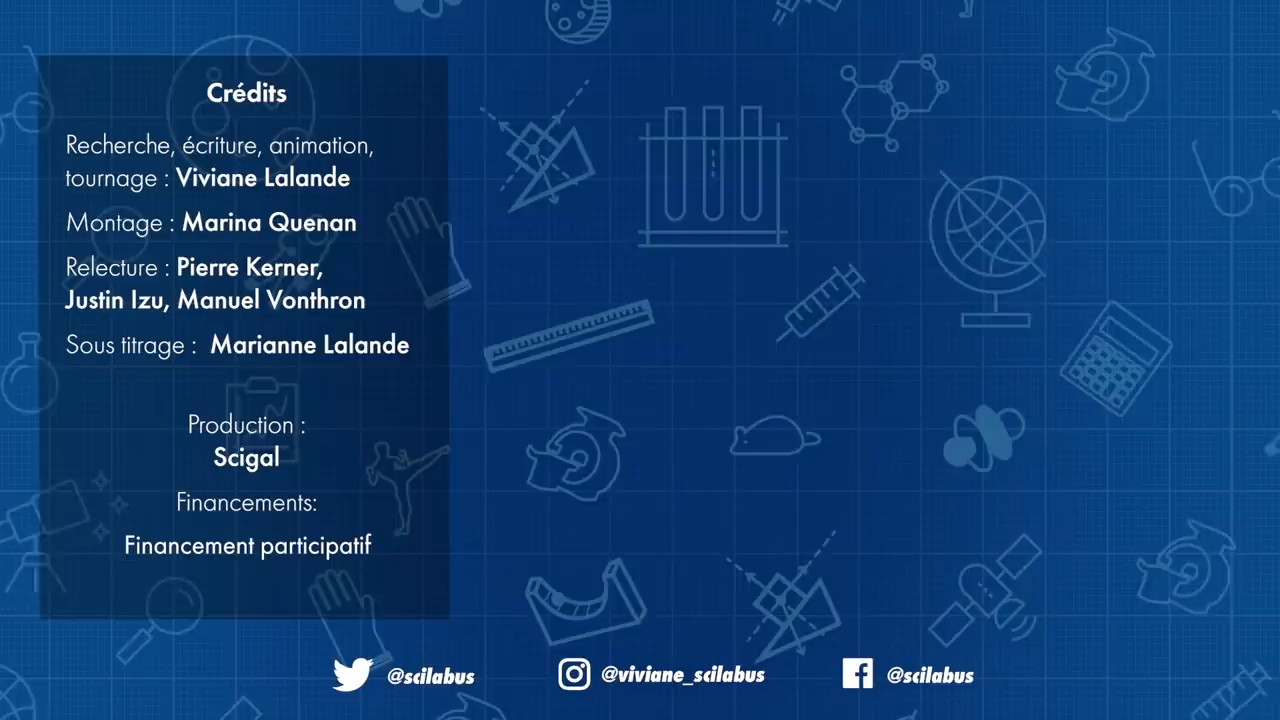 Crédits
Recherche, écriture, animation,
tournage : Viviane Lalande
Montage : Marina Quenan
Relecture : Pierre Kerner,
Justin Izu, Manuel Vonthron
Sous titrage : Marianne Lalande
Production :
Scigal
Financements:
Financement participatif
@scilabus
@viviane_scilabus
@scilabus